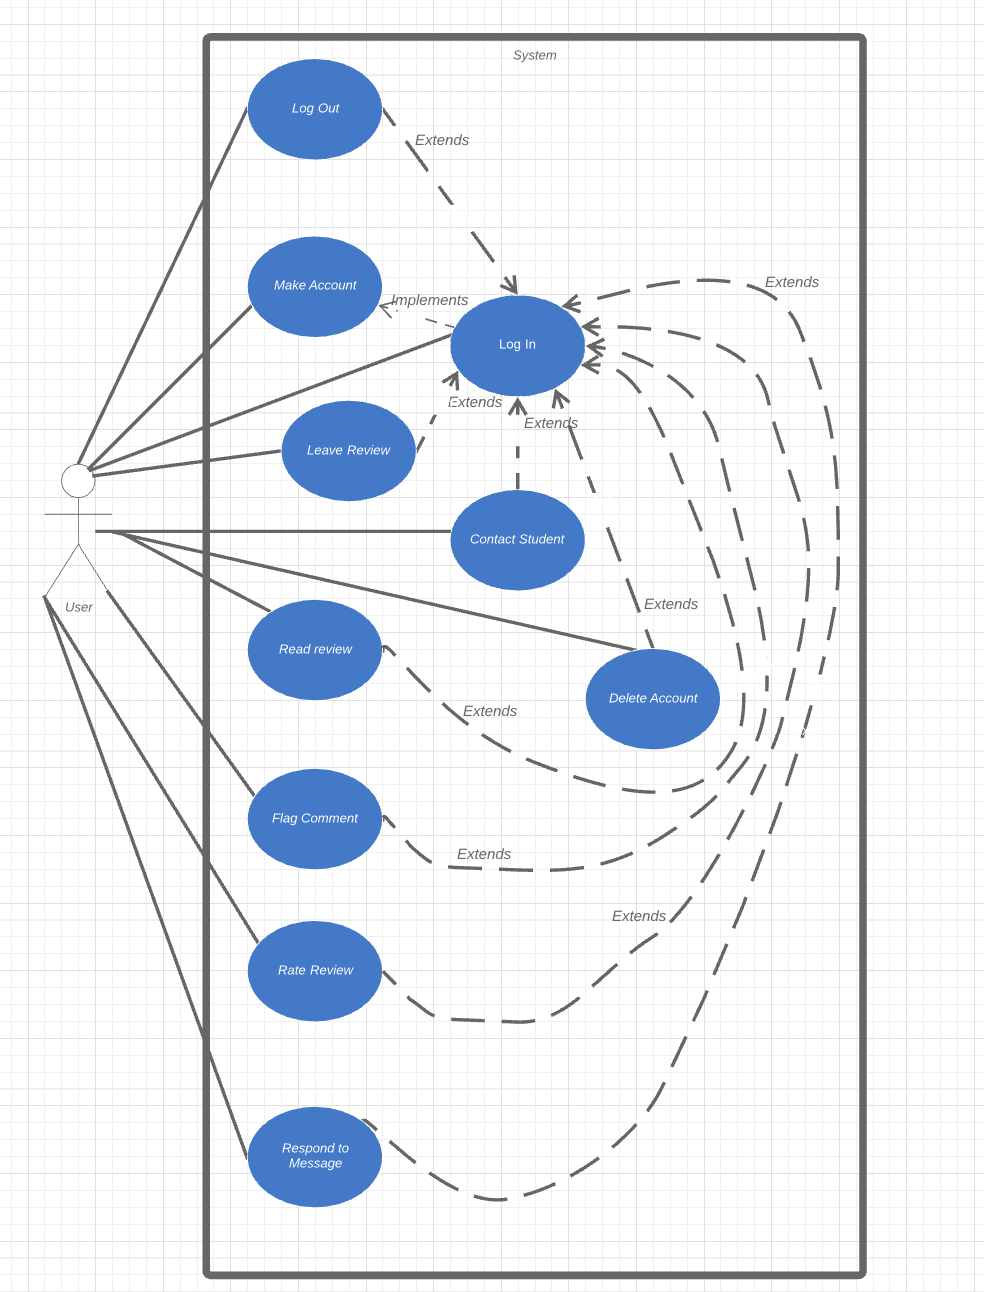 System
Log Out
Extends
Make Account
Implements
Extends
Log In
Extends
Extends
Leave Review
Contact Student
User
Extends
Read review
Delete Account
Extends
Flag Comment
Extends
Extends
Rate Review
Respond to
Message